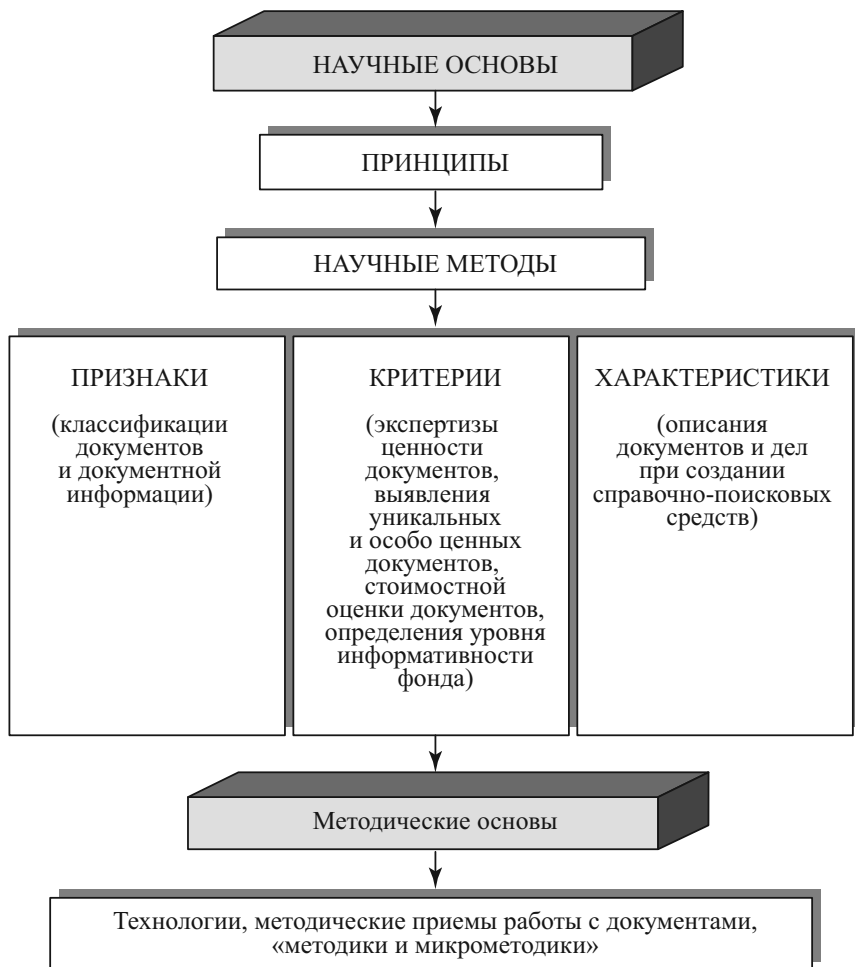 НАУЧНЫЕ ОСНОВЫ
ПРИНЦИПЫ
НАУЧНЫЕ МЕТОДЫ
ПРИЗНАКИ
(классификации
документов
и документной
информации)
КРИТЕРИИ
(экспертизы
ценности
документов,
выявления
уникальных
и особо ценных
документов,
стоимостной
оценки документов,
определения уровня
информативности
фонда)
ХАРАКТЕРИСТИКИ
(описания
документов и дел
при создании
справочно-поисковых
средств)
Методические основы
Технологии, методические приемы работы с документами,
«методики и микрометодики»